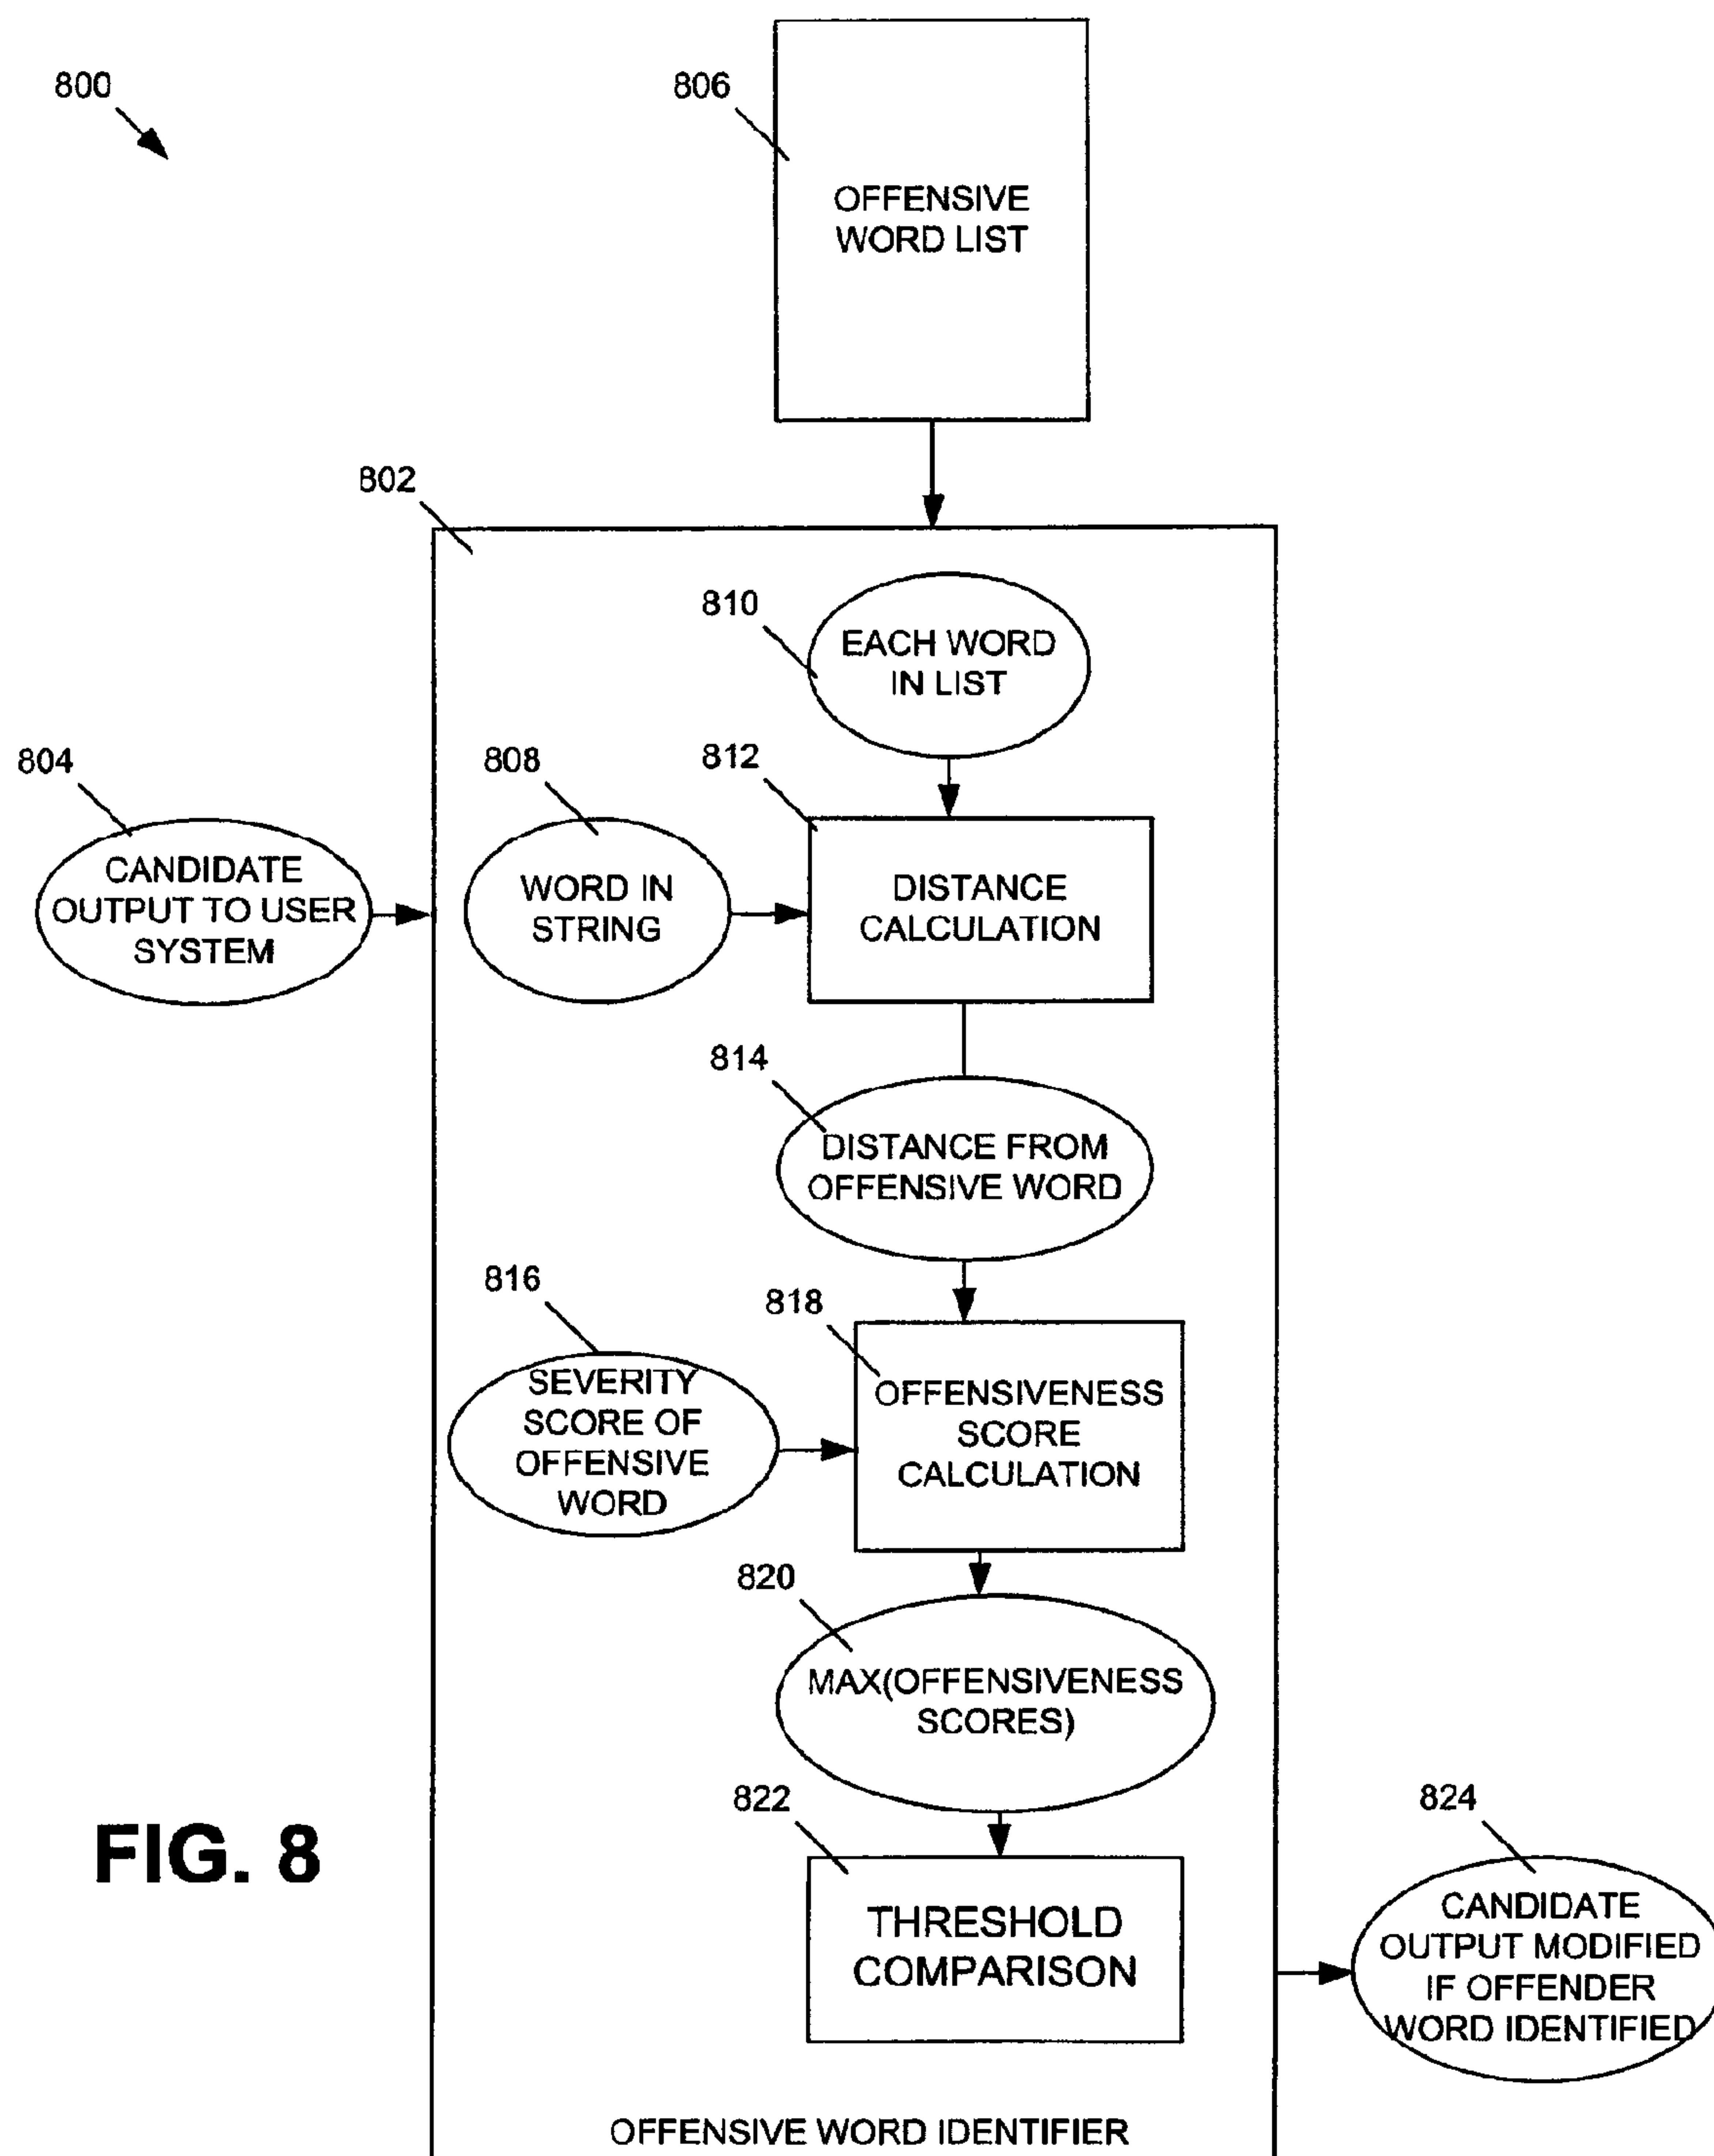 800
806
OFFENSIVE
WORD LIST
802
810
EACH WORD
IN LIST
804
808
812
CANDIDATE
OUTPUT TO USER
SYSTEM
WORD IN
STRING
DISTANCE
CALCULATION
814
DISTANCE FROM
OFFENSIVE WORD
816
818
SEVERITY
SCORE OF
OFFENSIVE
WORD
OFFENSIVENESS
SCORE
CALCULATION
820
MAX(OFFENSIVENESS
SCORES)
822
824
FIG. 8
THRESHOLD
COMPARISON
CANDIDATE
OUTPUT MODIFIED
IF OFFENDER
WORD IDENTIFIED
OFFENSIVE WORD IDENTIFIER